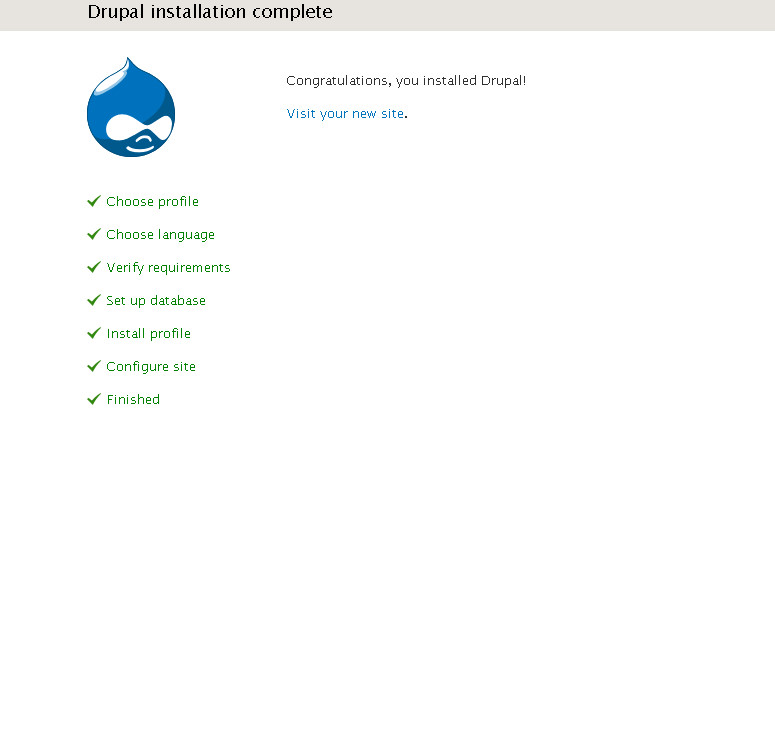 Drupal installation complete
Congratulations, you installed Drupal!
Visit your new site.
Choose profile
Choose language
Verify requirements
Set up database
Install profile
Configure site
Finished